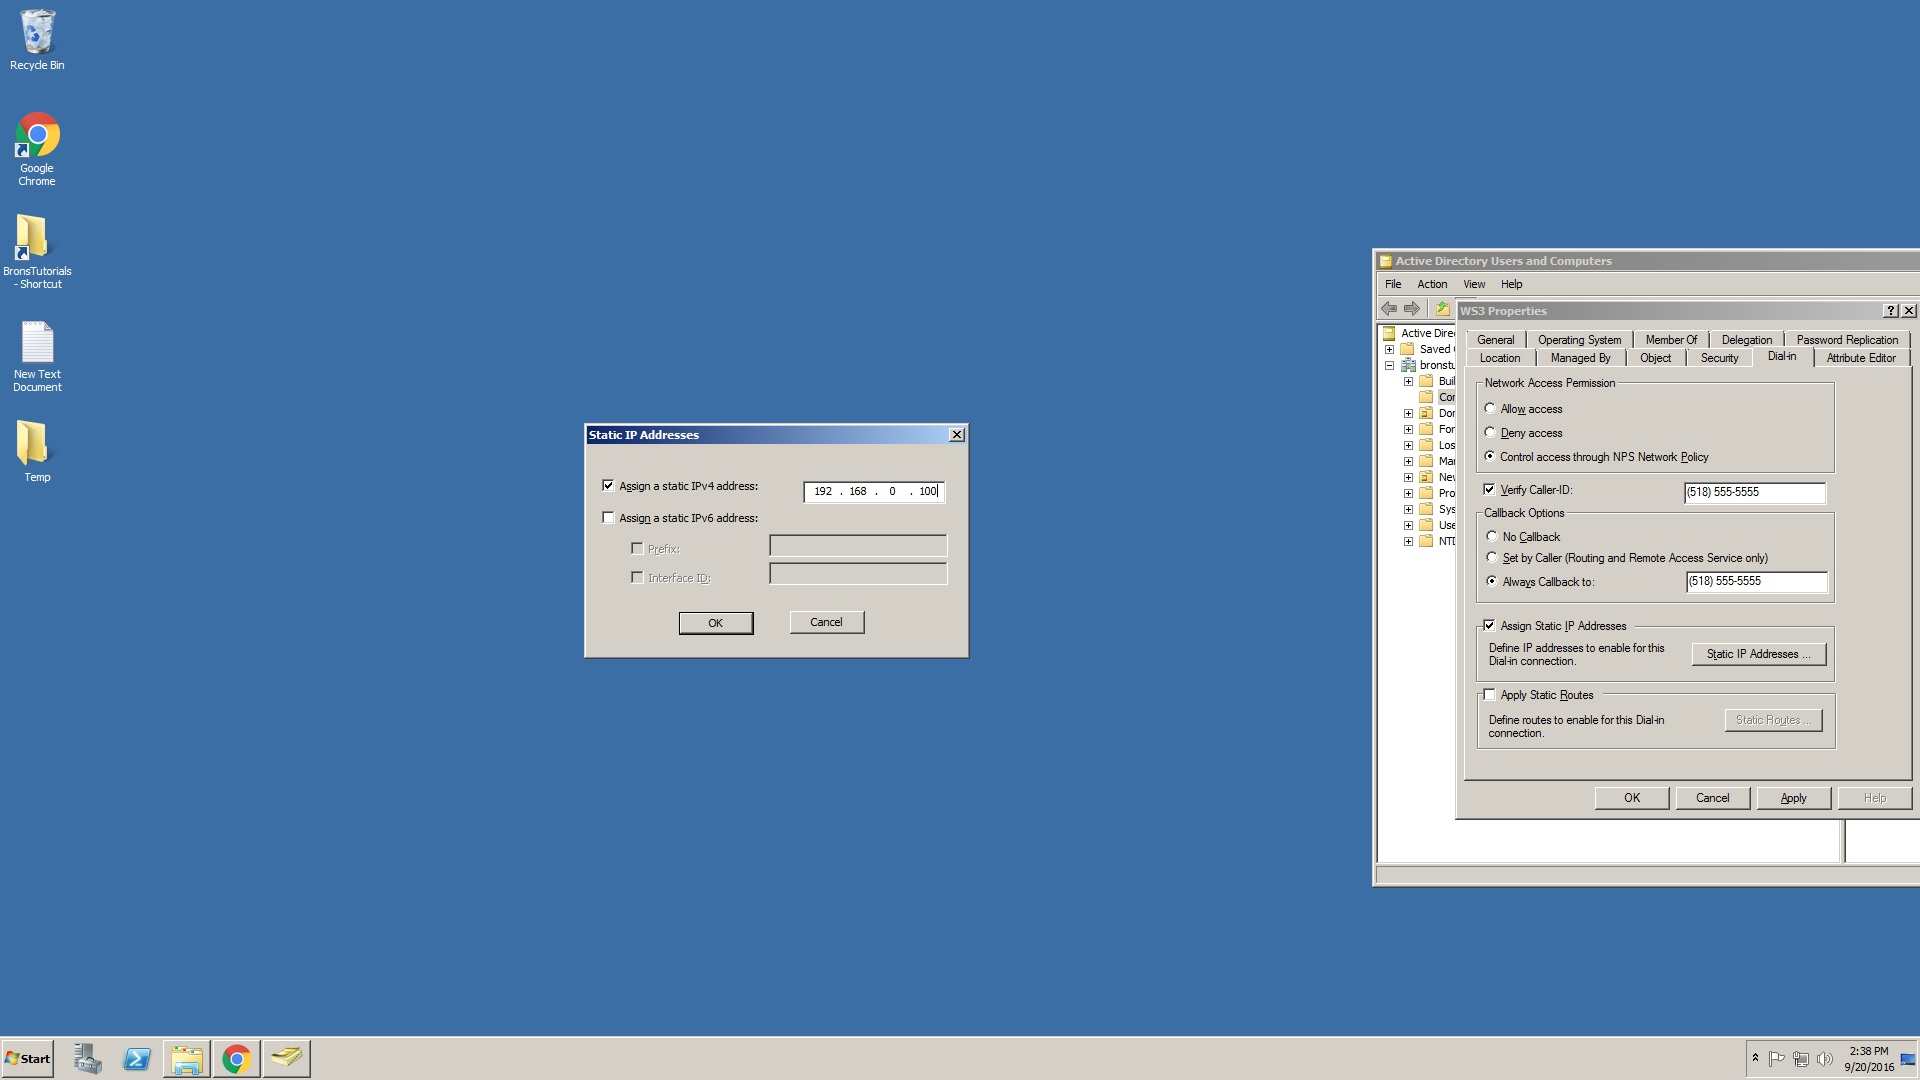 Recycle Bin
Google
Chrome
BronsTutorials
- Shortcut
New Text
Document
Temp
Static IP Addresses
Assign a static IPv4 address:
192 . 168 . 0 . 100
Assign a static IPv6 address:
Prefix:
Interface ID:
OK
Cancel
Active Directory Users and Computers
File Action View Help
Active Dire
Saved
bronstu
Buil
Con
Dor
For
Los
Mar
Nev
Pro
Sys
Use
NTD
WS3 Properties
General
Operating System
Member Of
Delegation
Password Replication
Location
Managed By
Object
Security
Dial-in
Attribute Editor
Network Access Permission
Allow access
Deny access
Control access through NPS Network Policy
Verify Caller-ID:
(518) 555-5555
Callback Options
No Callback
Set by Caller (Routing and Remote Access Service only)
Always Callback to:
(518) 555-5555
Assign Static IP Addresses
Define IP addresses to enable for this
Dial-in connection.
Static IP Addresses ...
Apply Static Routes
Define routes to enable for this Dial-in
connection.
Static Routes ...
OK
Cancel
Apply
Help
Start
2:38 PM
9/20/2016